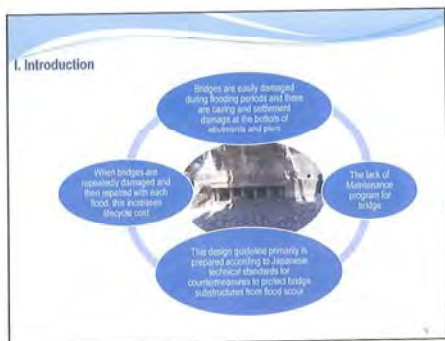 I. Introduction
Bridges are easily damaged
during flooding periods and there
are caving and settlement
damage at the bottom of
abutments and piers
When bridges are
repeatedly damaged and
then repaired with each
flood, this increases
lifecycle cost
The lack of
Maintenance
program for
bridge
This design guideline primarily is
prepared according to Japanese
technical standards for
countermeasures to protect bridge
substructures from flood scour